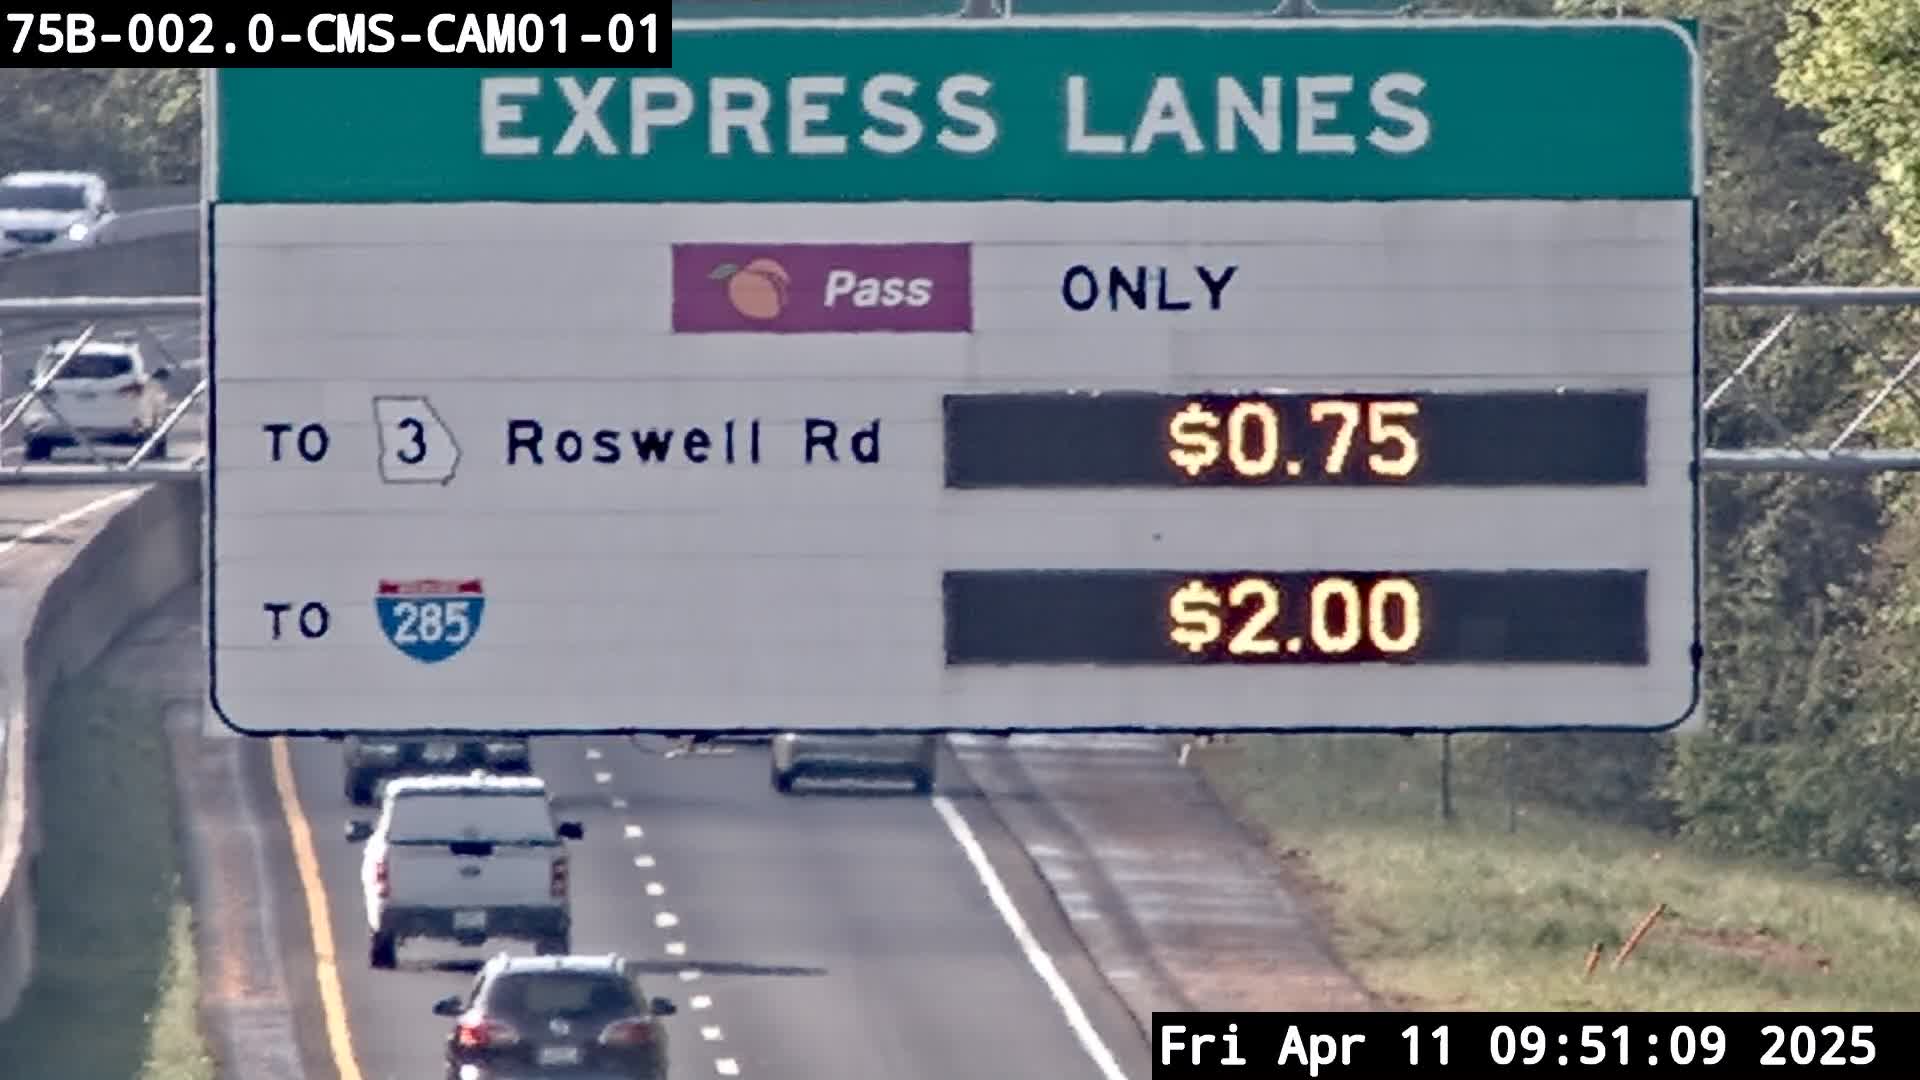 75B-002.0-CMS-CAM01-01
EXPRESS LANES
Pass ONLY
TO 3 Roswell Rd $0.75
TO 285 $2.00
Fri Apr 11 09:51:09 2025